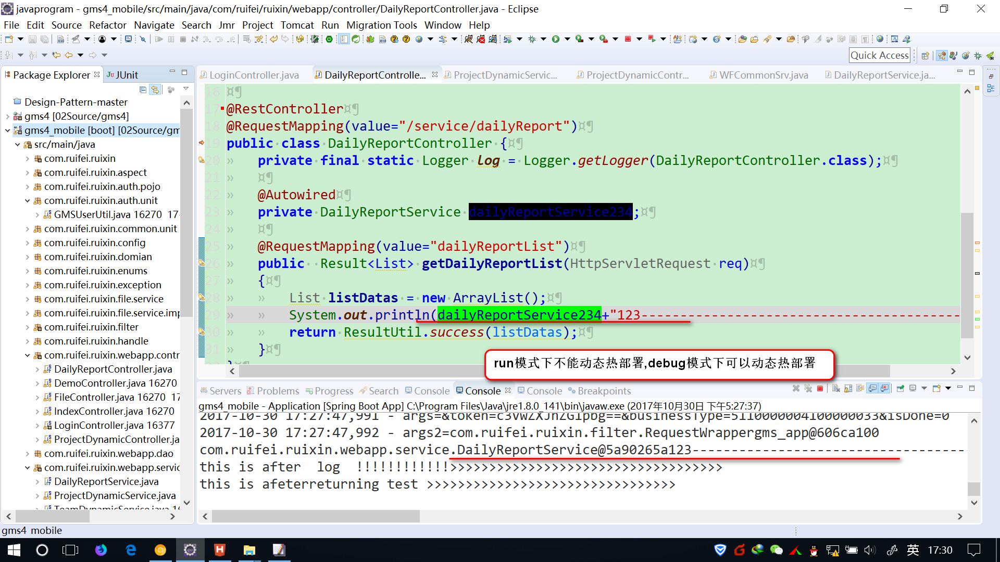 javaprogram - gms4_mobile/src/main/java/com/ruifei/ruixin/webapp/controller/DailyReportController.java - Eclipse
File Edit Source Refactor Navigate Search Jmr Project Tomcat Run Migration Tools Window Help
Quick Access
Package Explorer JUnit
Design-Pattern-master
gms4 [02Source/gms4]
gms4_mobile [boot] [02Source/gm
src/main/java
com.ruifei.ruixin
com.ruifei.ruixin.aspect
com.ruifei.ruixin.auth.pojo
com.ruifei.ruixin.auth.unit
GMSUserUtil.java 16270 17-
com.ruifei.ruixin.common.unit
com.ruifei.ruixin.config
com.ruifei.ruixin.domian
com.ruifei.ruixin.enums
com.ruifei.ruixin.exception
com.ruifei.ruixin.file.service
com.ruifei.ruixin.file.service.imp
com.ruifei.ruixin.filter
com.ruifei.ruixin.handle
com.ruifei.ruixin.webapp.contr
DailyReportController.java
DemoController.java 16270
FileController.java 16270 17
IndexController.java 16270
LoginController.java 16377
ProjectDynamicController.ja
com.ruifei.ruixin.webapp.dao
com.ruifei.ruixin.webapp.servic
DailyReportService.java
ProjectDynamicService.java
TeamDynamicService.java 16
LoginController.java DailyReportControlle... ProjectDynamicServic... ProjectDynamicContr... WFCommonSrv.java DailyReportService.ja...
16 ¤¶
17 @RestController¤¶
18 @RequestMapping(value="/service/dailyReport")¤¶
19 public·class·DailyReportController·{¤¶
20 » private·final·static·Logger·log·=·Logger.getLogger(DailyReportController.class);¤¶
21 » ¤¶
22 » @Autowired¤¶
23 » private·DailyReportService·dailyReportService234;¤¶
24 » ¤¶
25 » @RequestMapping(value="dailyReportList")¤¶
26 » public··Result<List>·getDailyReportList(HttpServletRequest·req)¤¶
27 » {¤¶
28 » » List·listDatas·=·new·ArrayList();¤¶
29 » » System.out.println(dailyReportService234+"123-----------------------------------------
30 » » return·ResultUtil.success(listDatas);¤¶
31 » }¤¶
run模式下不能动态热部署,debug模式下可以动态热部署
Servers Problems Progress Search Console Console Console Breakpoints
gms4_mobile - Application [Spring Boot App] C:\Program Files\Java\jre1.8.0_141\bin\javaw.exe (2017年10月30日 下午5:27:37)
2017-10-30 17:27:47,991 - args=&token=c3VwZXJhZG1pbg==&businessType=5110000004100000033&isDone=0
2017-10-30 17:27:47,992 - args2=com.ruifei.ruixin.filter.RequestWrappergms_app@606ca100
com.ruifei.ruixin.webapp.service.DailyReportService@5a90265a123------------------------------------
this is after  log  !!!!!!!!!!!!>>>>>>>>>>>>>>>>>>>>>>>>>>>>>>>>>>>
this is afeterreturning test >>>>>>>>>>>>>>>>>>>>>>>>>>>>>>>>
gms4_mobile
英 17:30